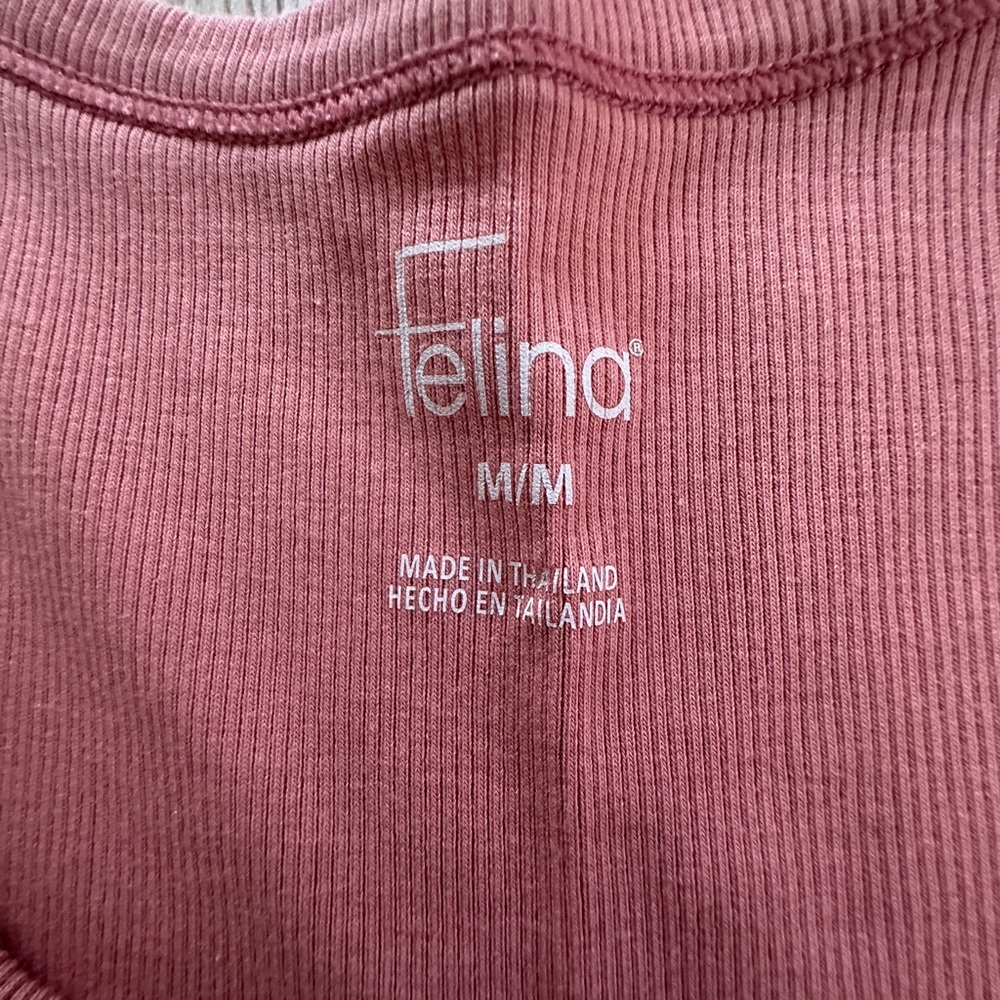 Felina®
M/M
MADE IN THAILAND
HECHO EN TAILANDIA